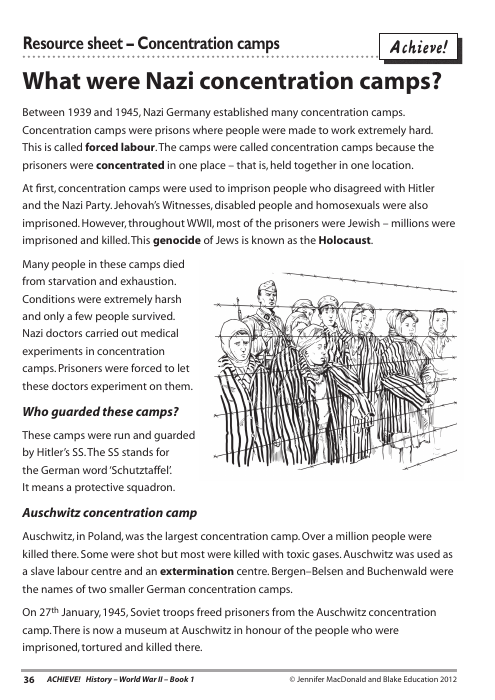 Resource sheet – Concentration camps
Achieve!
What were Nazi concentration camps?
Between 1939 and 1945, Nazi Germany established many concentration camps.
Concentration camps were prisons where people were made to work extremely hard.
This is called forced labour. The camps were called concentration camps because the
prisoners were concentrated in one place – that is, held together in one location.
At first, concentration camps were used to imprison people who disagreed with Hitler
and the Nazi Party. Jehovah's Witnesses, disabled people and homosexuals were also
imprisoned. However, throughout WWII, most of the prisoners were Jewish – millions were
imprisoned and killed. This genocide of Jews is known as the Holocaust.
Many people in these camps died
from starvation and exhaustion.
Conditions were extremely harsh
and only a few people survived.
Nazi doctors carried out medical
experiments in concentration
camps. Prisoners were forced to let
these doctors experiment on them.
Who guarded these camps?
These camps were run and guarded
by Hitler's SS. The SS stands for
the German word 'Schutztaffel'.
It means a protective squadron.
Auschwitz concentration camp
Auschwitz, in Poland, was the largest concentration camp. Over a million people were
killed there. Some were shot but most were killed with toxic gases. Auschwitz was used as
a slave labour centre and an extermination centre. Bergen–Belsen and Buchenwald were
the names of two smaller German concentration camps.
On 27th January, 1945, Soviet troops freed prisoners from the Auschwitz concentration
camp. There is now a museum at Auschwitz in honour of the people who were
imprisoned, tortured and killed there.
36 ACHIEVE! History – World War II – Book 1 © Jennifer MacDonald and Blake Education 2012